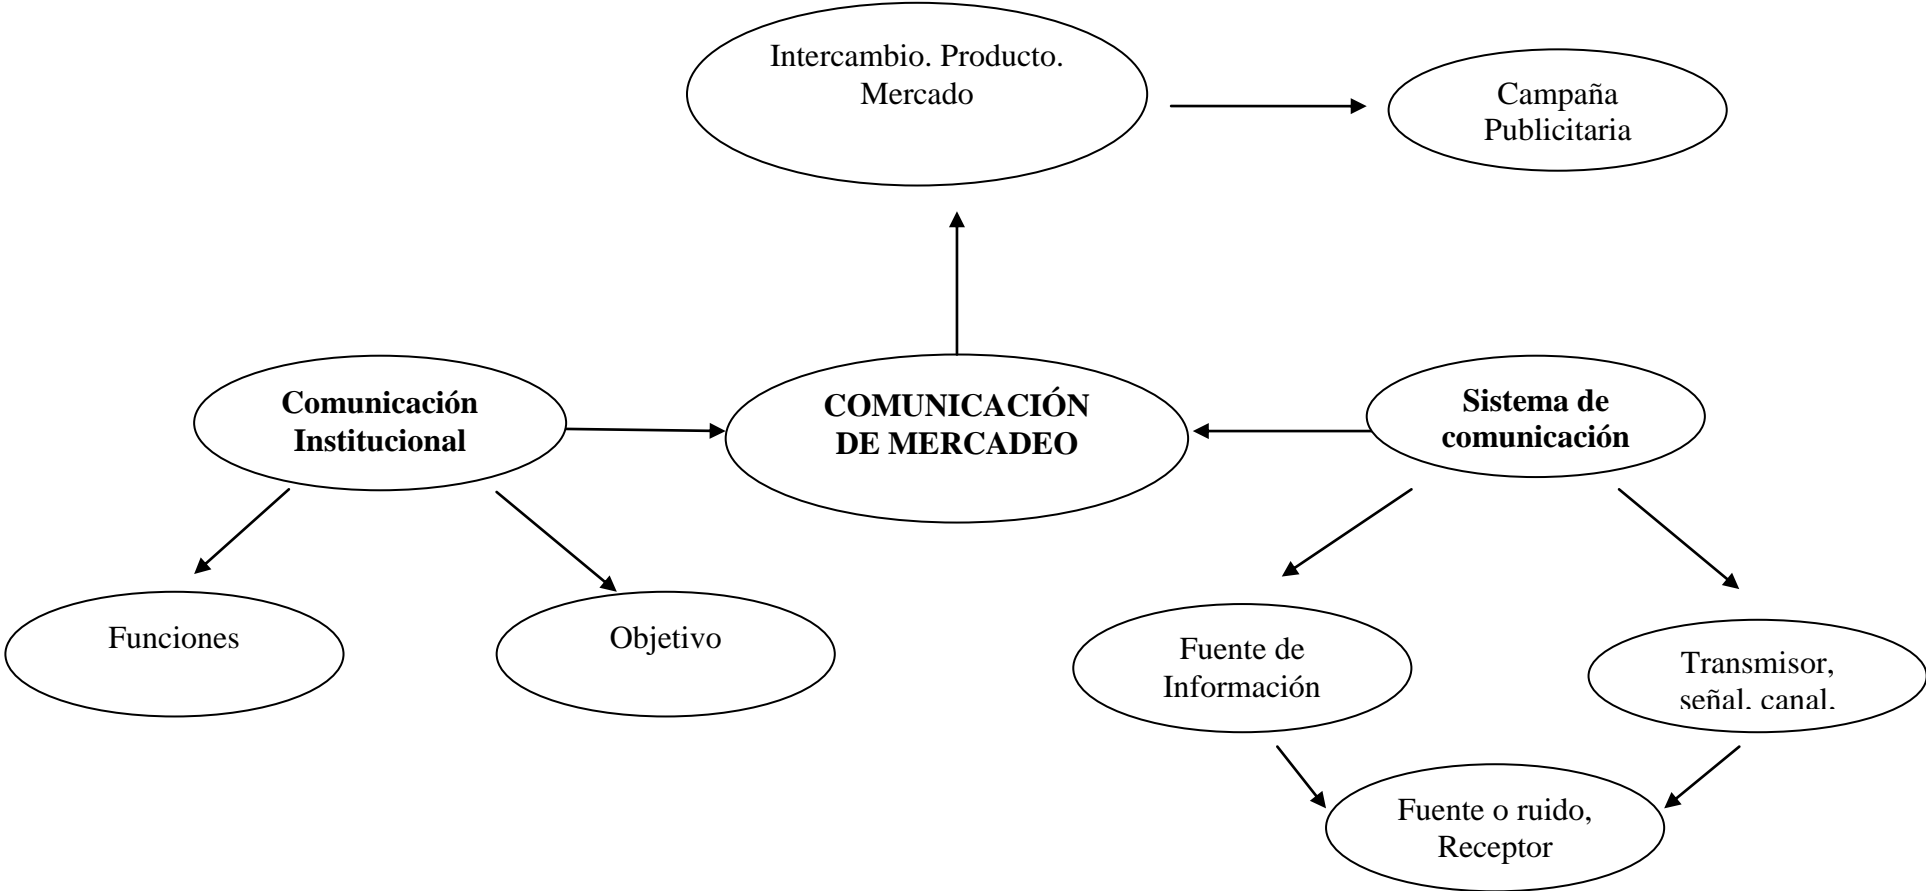 Intercambio. Producto.
Mercado
Campaña
Publicitaria
Comunicación
Institucional
COMUNICACIÓN
DE MERCADEO
Sistema de
comunicación
Funciones
Objetivo
Fuente de
Información
Transmisor,
señal, canal,
Fuente o ruido,
Receptor